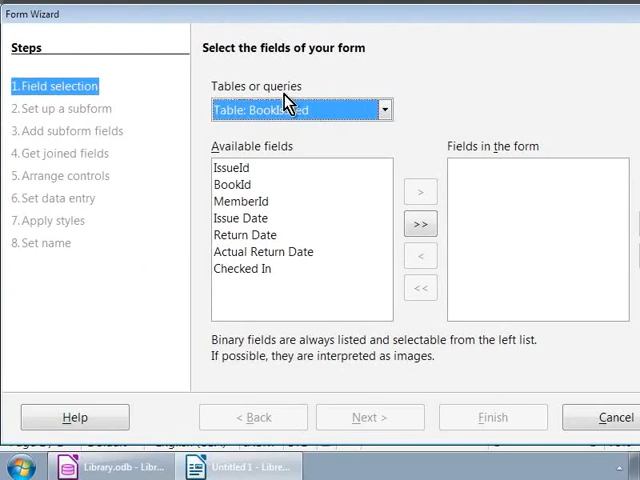 Form Wizard
Steps
Select the fields of your form
1.Field selection
2.Set up a subform
3.Add subform fields
4.Get joined fields
5.Arrange controls
6.Set data entry
7.Apply styles
8.Set name
Tables or queries
Table:
Available fields
Fields in the form
IssueId
BookId
MemberId
Issue Date
Return Date
Actual Return Date
Checked In
>
>>
<
<<
Binary fields are always listed and selectable from the left list.
If possible, they are interpreted as images.
Help
< Back
Next >
Finish
Cancel
Library.odb - Libr...
Untitled 1 - Libre...